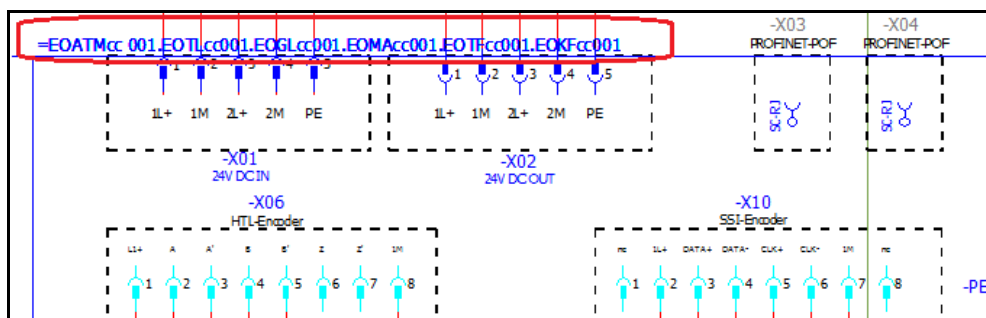 -X03 -X04
=EOATMcc 001.EOTLcc001.EOGLcc001.EOMAcc001.EOTFcc001.EOKFcc001 PROFINET-POF PROFINET-POF
1 2 3 4 5 1 2 3 4 5
1L+ 1M 2L+ 2M PE 1L+ 1M 2L+ 2M PE SC-RJ SC-RJ
-X01 -X02
24V DC IN 24V DC OUT
-X06 -X10
HTL-Encoder SSI-Encoder
L1+ A A' B B' Z Z' 1M nc 1L+ DATA+ DATA- CLK+ CLK- 1M nc
1 2 3 4 5 6 7 8 1 2 3 4 5 6 7 8 -PE